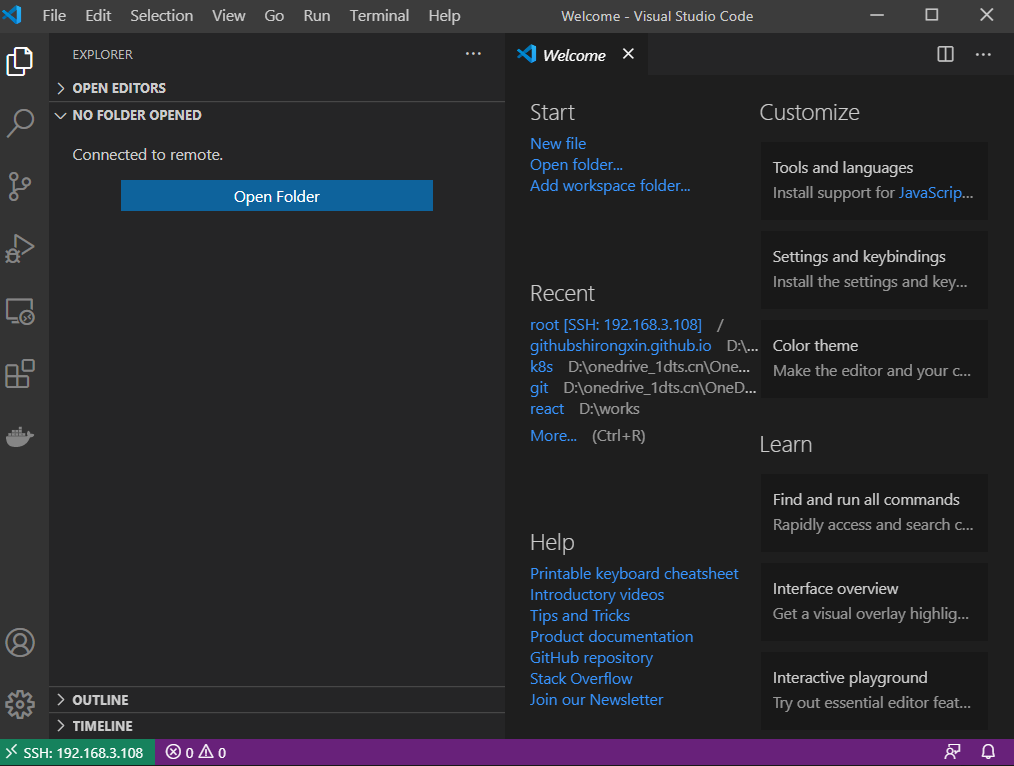 File Edit Selection View Go Run Terminal Help
Welcome - Visual Studio Code
EXPLORER
OPEN EDITORS
NO FOLDER OPENED
Connected to remote.
Open Folder
OUTLINE
TIMELINE
Welcome
Start
New file
Open folder...
Add workspace folder...
Recent
root [SSH: 192.168.3.108] /
githubshirongxin.github.io D:\...
k8s D:\onedrive_1dts.cn\One...
git D:\onedrive_1dts.cn\OneD...
react D:\works
More... (Ctrl+R)
Help
Printable keyboard cheatsheet
Introductory videos
Tips and Tricks
Product documentation
GitHub repository
Stack Overflow
Join our Newsletter
Customize
Tools and languages
Install support for JavaScrip...
Settings and keybindings
Install the settings and key...
Color theme
Make the editor and your c...
Learn
Find and run all commands
Rapidly access and search c...
Interface overview
Get a visual overlay highlig...
Interactive playground
Try out essential editor feat...
SSH: 192.168.3.108
0
0